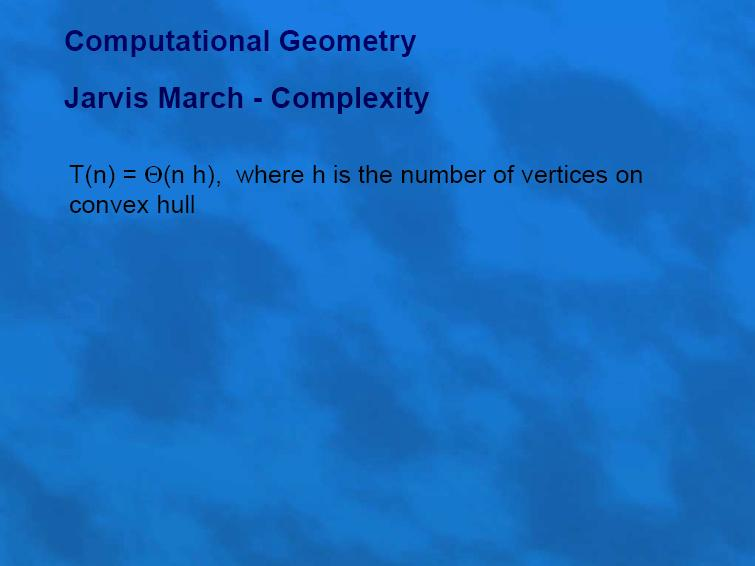 Computational Geometry
Jarvis March - Complexity
T(n) = Θ(n h),  where h is the number of vertices on
convex hull